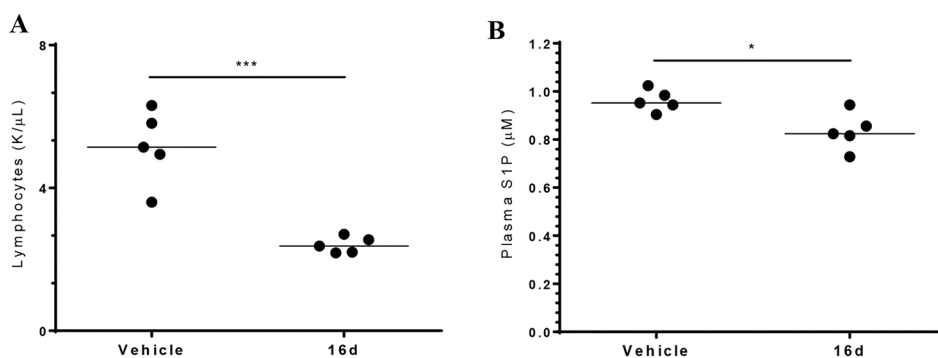 A
Lymphocytes (K/μL)
8
4
0
***
Vehicle
16d
B
Plasma S1P (μM)
1.2
1.0
0.8
0.6
0.4
0.2
0.0
*
Vehicle
16d